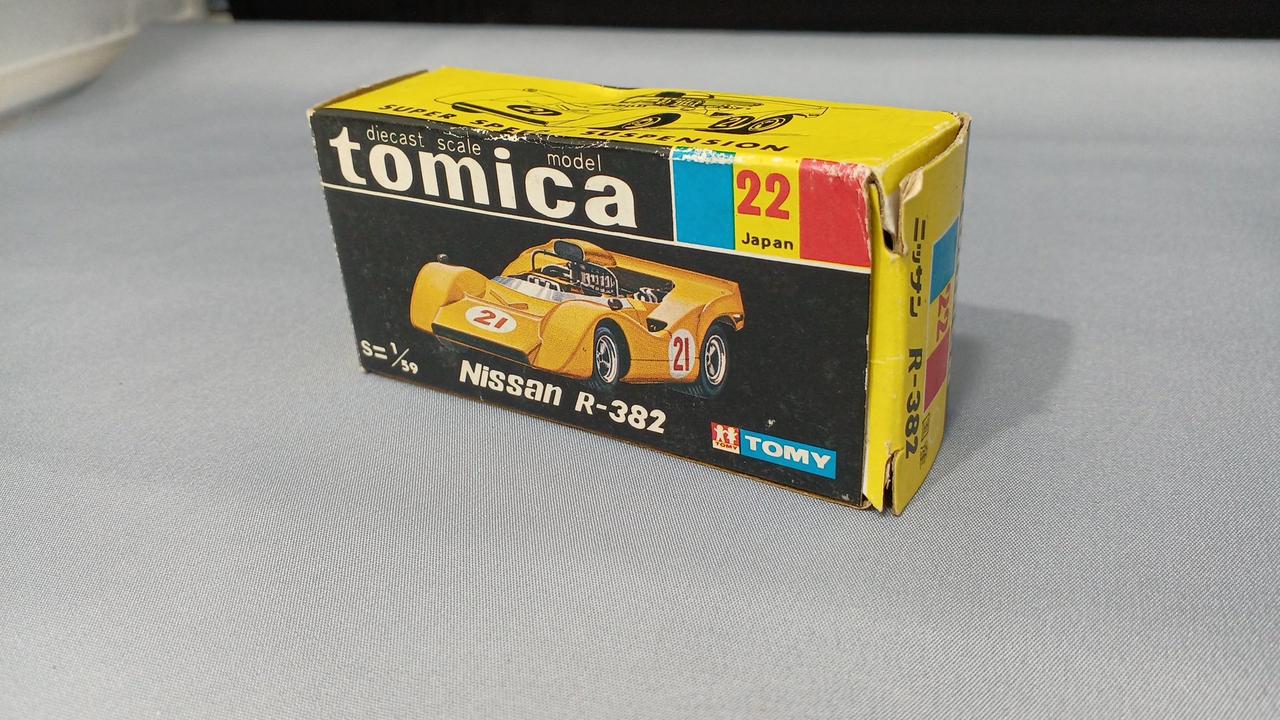 SUPER SPEED SUSPENSION
diecast scale model
tomica
22
Japan
21
21
S=1/59
Nissan R-382
TOMY
TOMY
ニッサン R-382
22